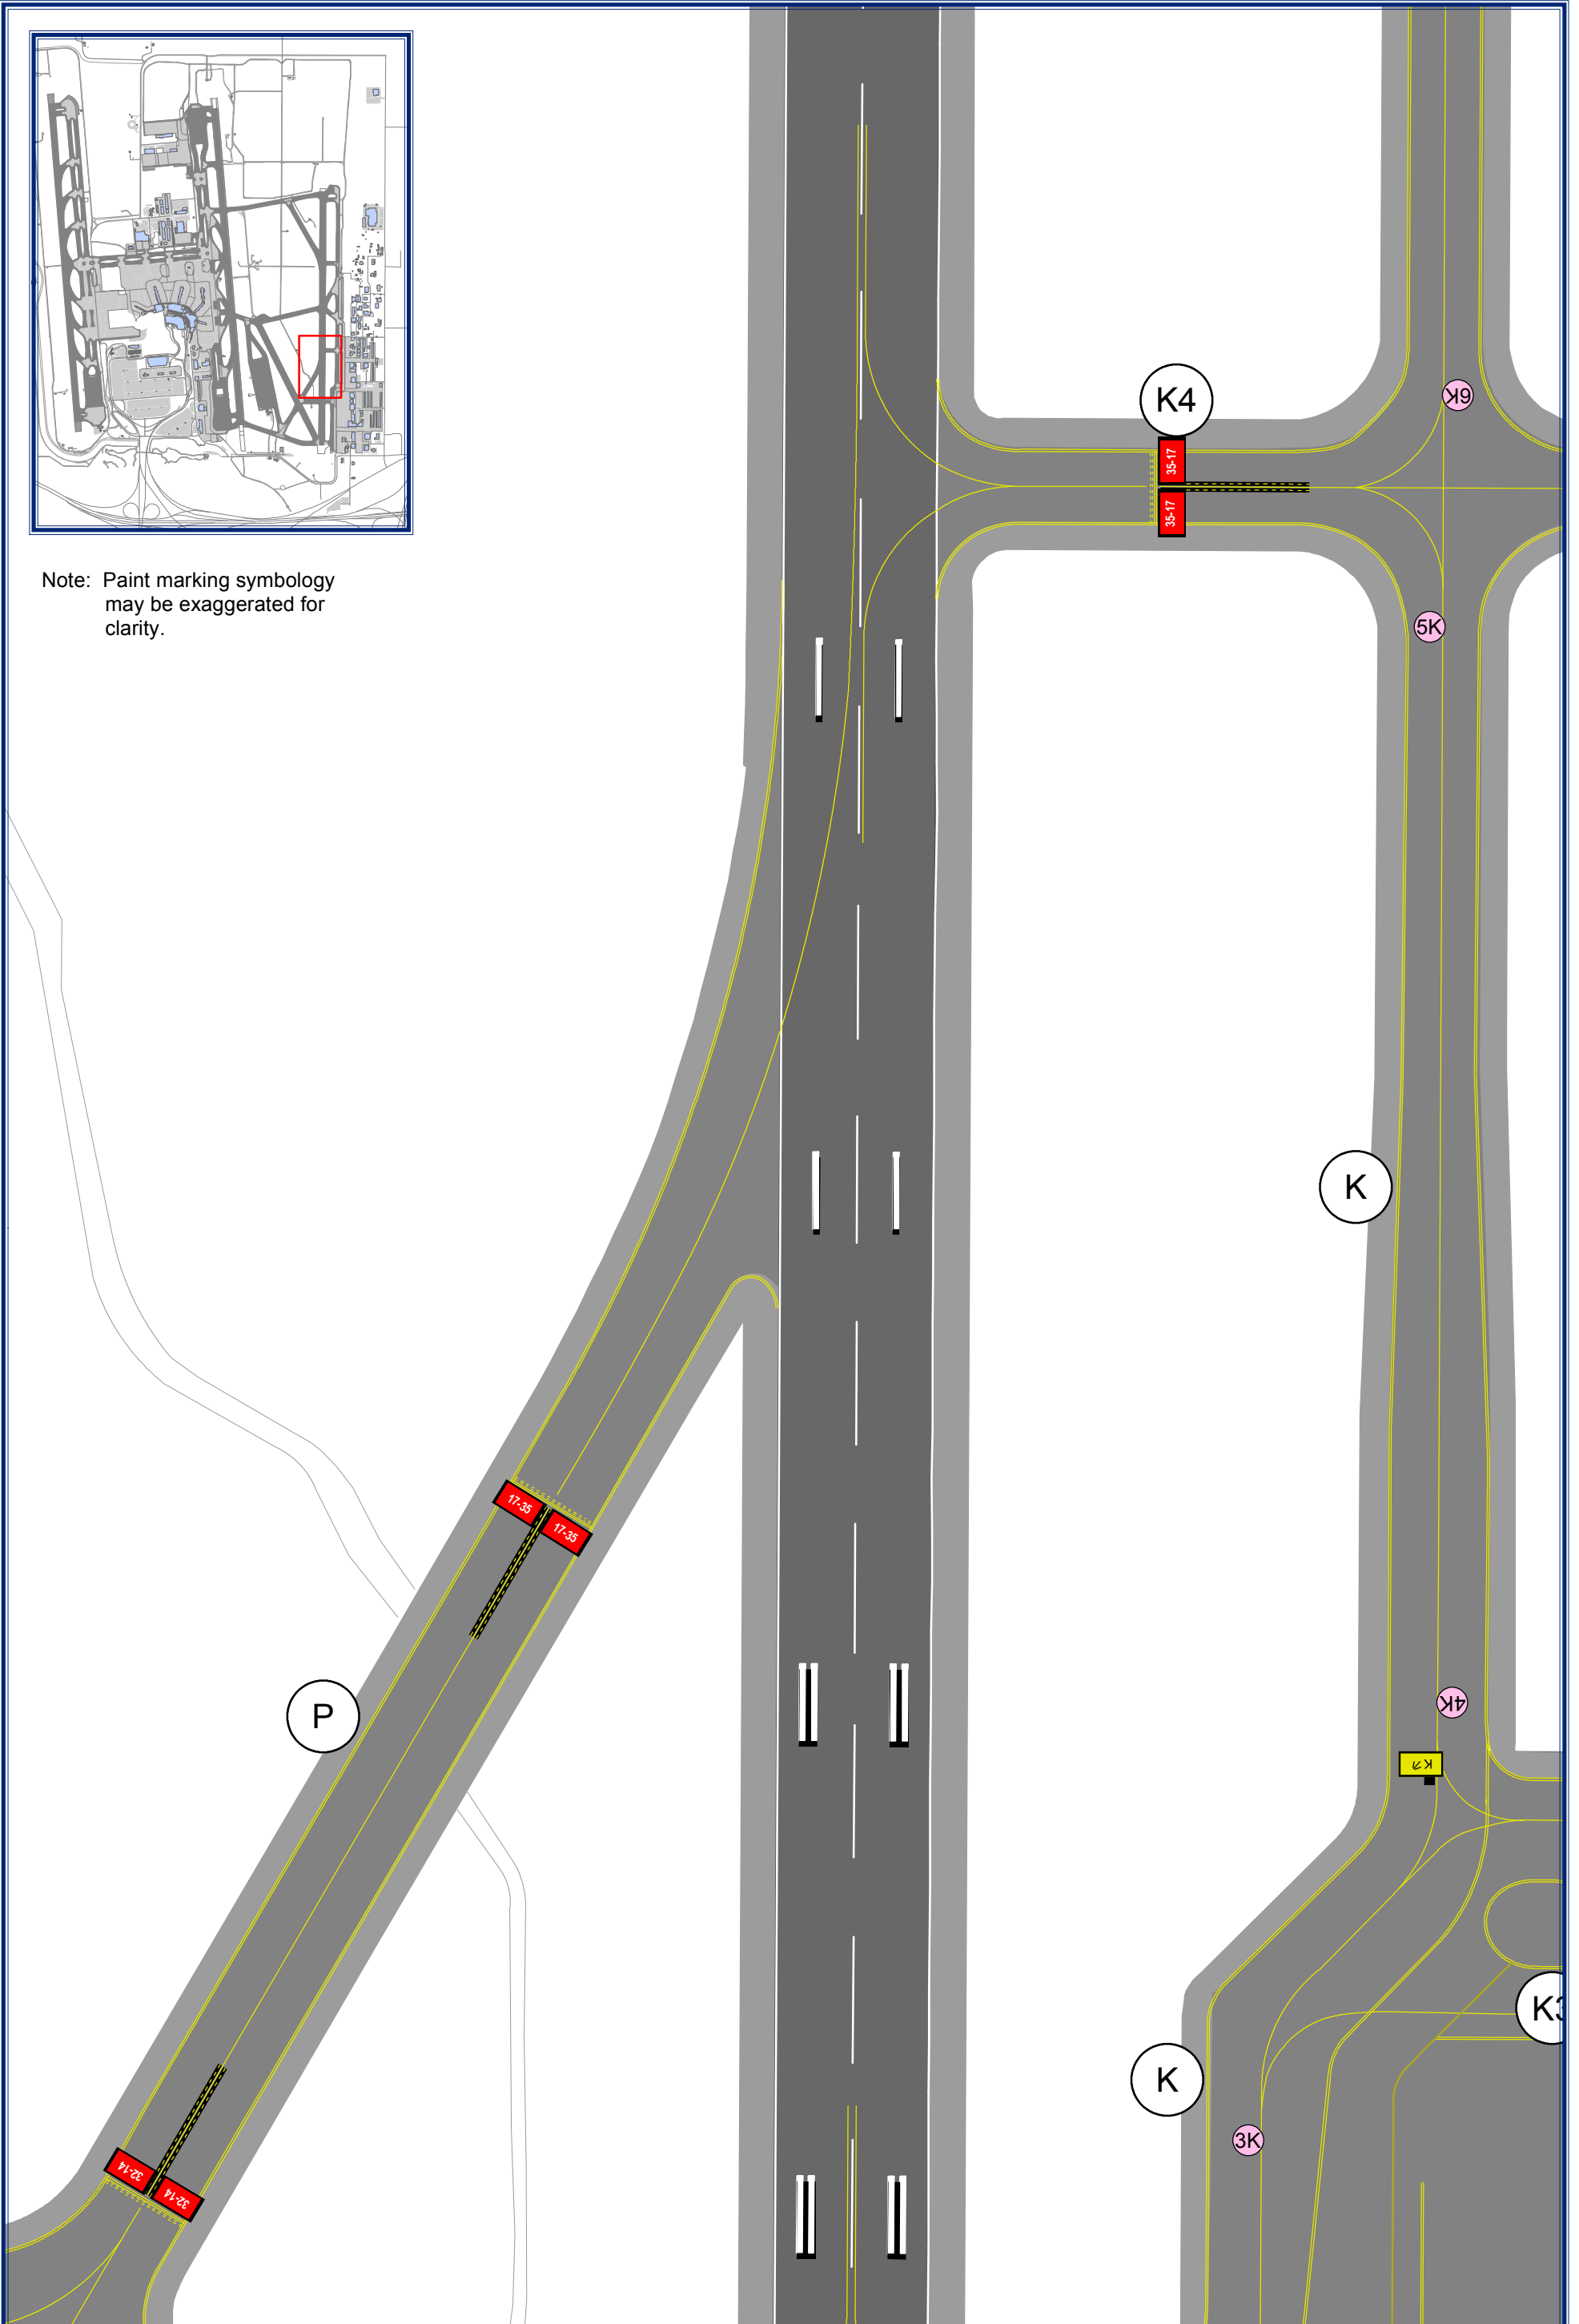 Note: Paint marking symbology
may be exaggerated for
clarity.
K4
6K
35-17
35-17
5K
K
17-35
17-35
P
4K
K
K3
K
3K
32-14
32-14